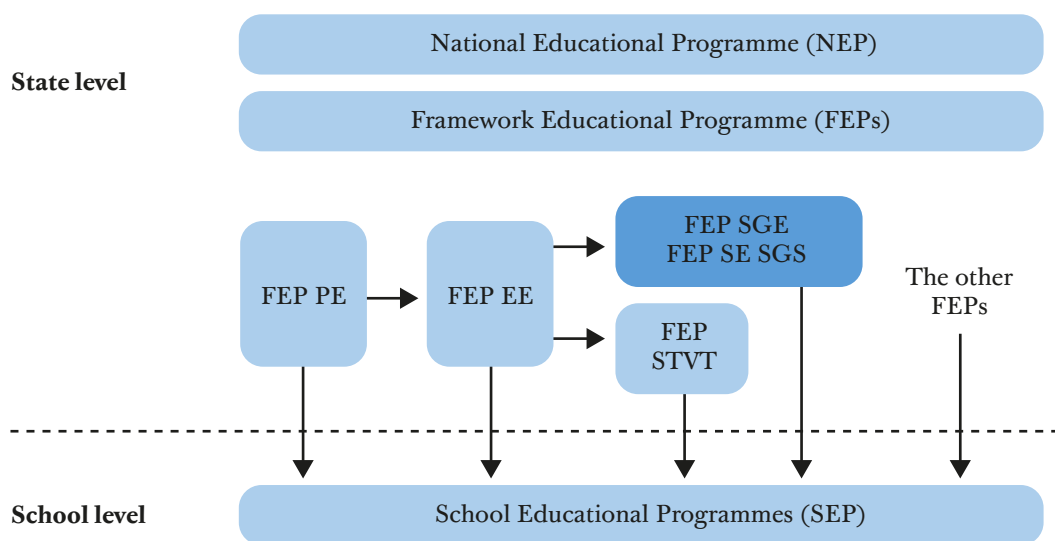 National Educational Programme (NEP)
State level
Framework Educational Programme (FEPs)
FEP SGE
FEP SE SGS
FEP PE
FEP EE
The other
FEPs
FEP
STVT
School level
School Educational Programmes (SEP)